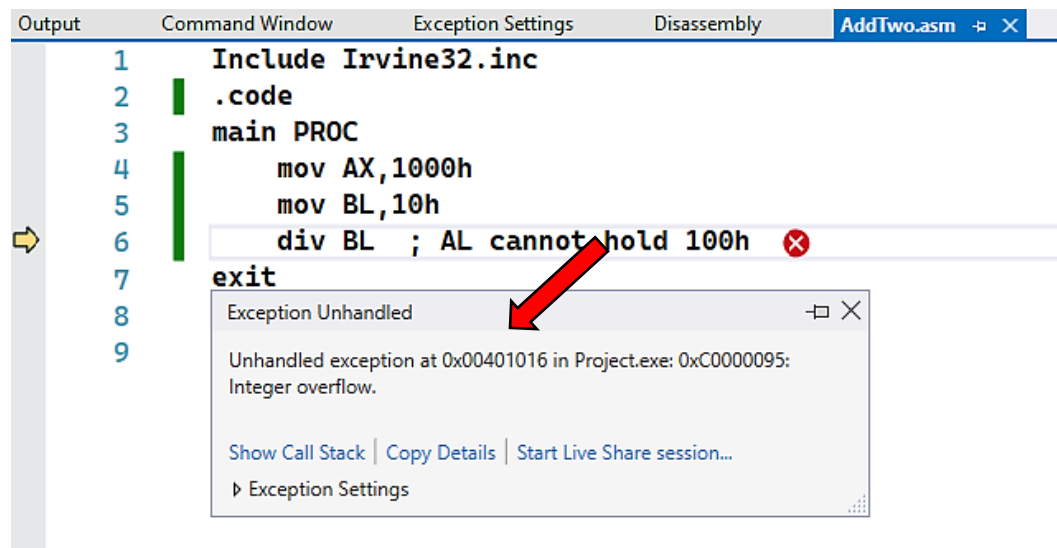 Output Command Window Exception Settings Disassembly AddTwo.asm
1 Include Irvine32.inc
2 .code
3 main PROC
4 mov AX,1000h
5 mov BL,10h
6 div BL ; AL cannot hold 100h
7 exit
8
9
Exception Unhandled
Unhandled exception at 0x00401016 in Project.exe: 0xC0000095:
Integer overflow.
Show Call Stack | Copy Details | Start Live Share session...
Exception Settings